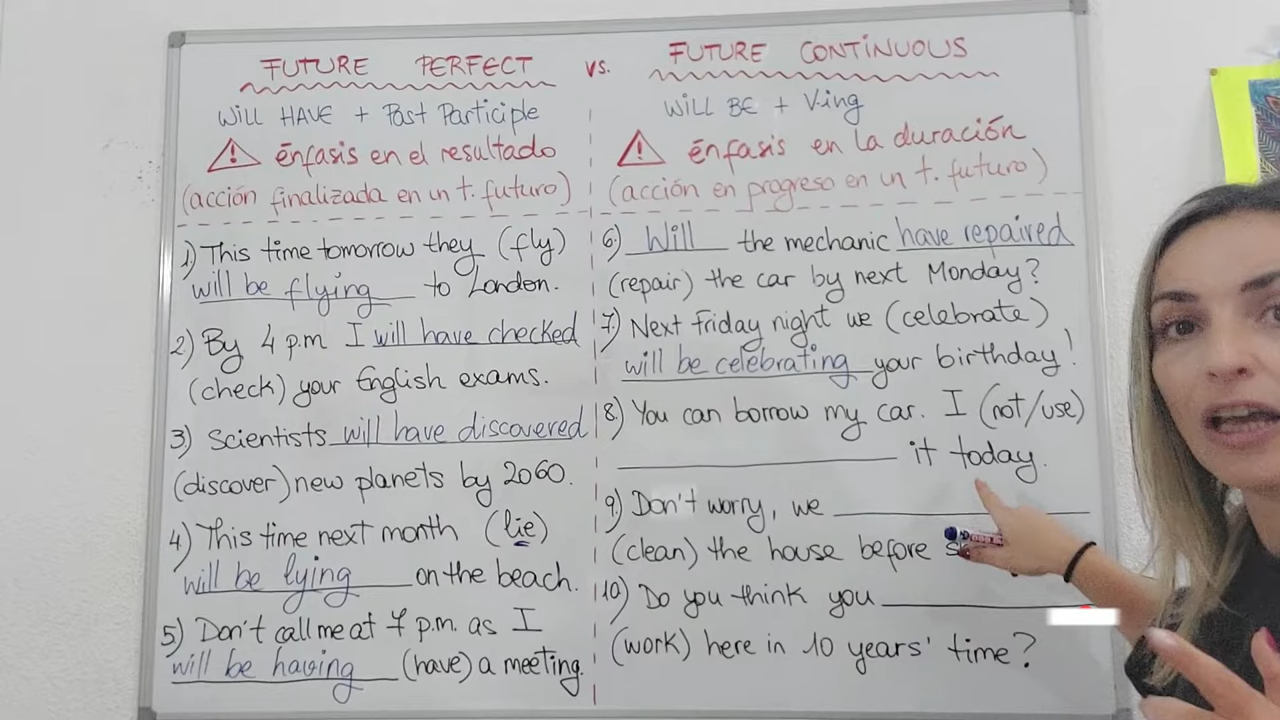 FUTURE PERFECT vs. FUTURE CONTINUOUS
WILL HAVE + Past Participle
énfasis en el resultado
(acción finalizada en un t. futuro)
1) This time tomorrow they (fly)
will be flying to London.
2) By 4 p.m I will have checked
(check) your English exams.
3) Scientists will have discovered
(discover) new planets by 2060.
4) This time next month (lie)
will be lying on the beach.
5) Don't call me at 7 p.m. as I
will be having (have) a meeting.
WILL BE + Ving
énfasis en la duración
(acción en progreso en un t. futuro)
6) Will the mechanic have repaired
(repair) the car by next Monday?
7) Next Friday night we (celebrate)
will be celebrating your birthday!
8) You can borrow my car. I (not/use)
it today.
9) Don't worry, we
(clean) the house before
10) Do you think you
(work) here in 10 years' time?